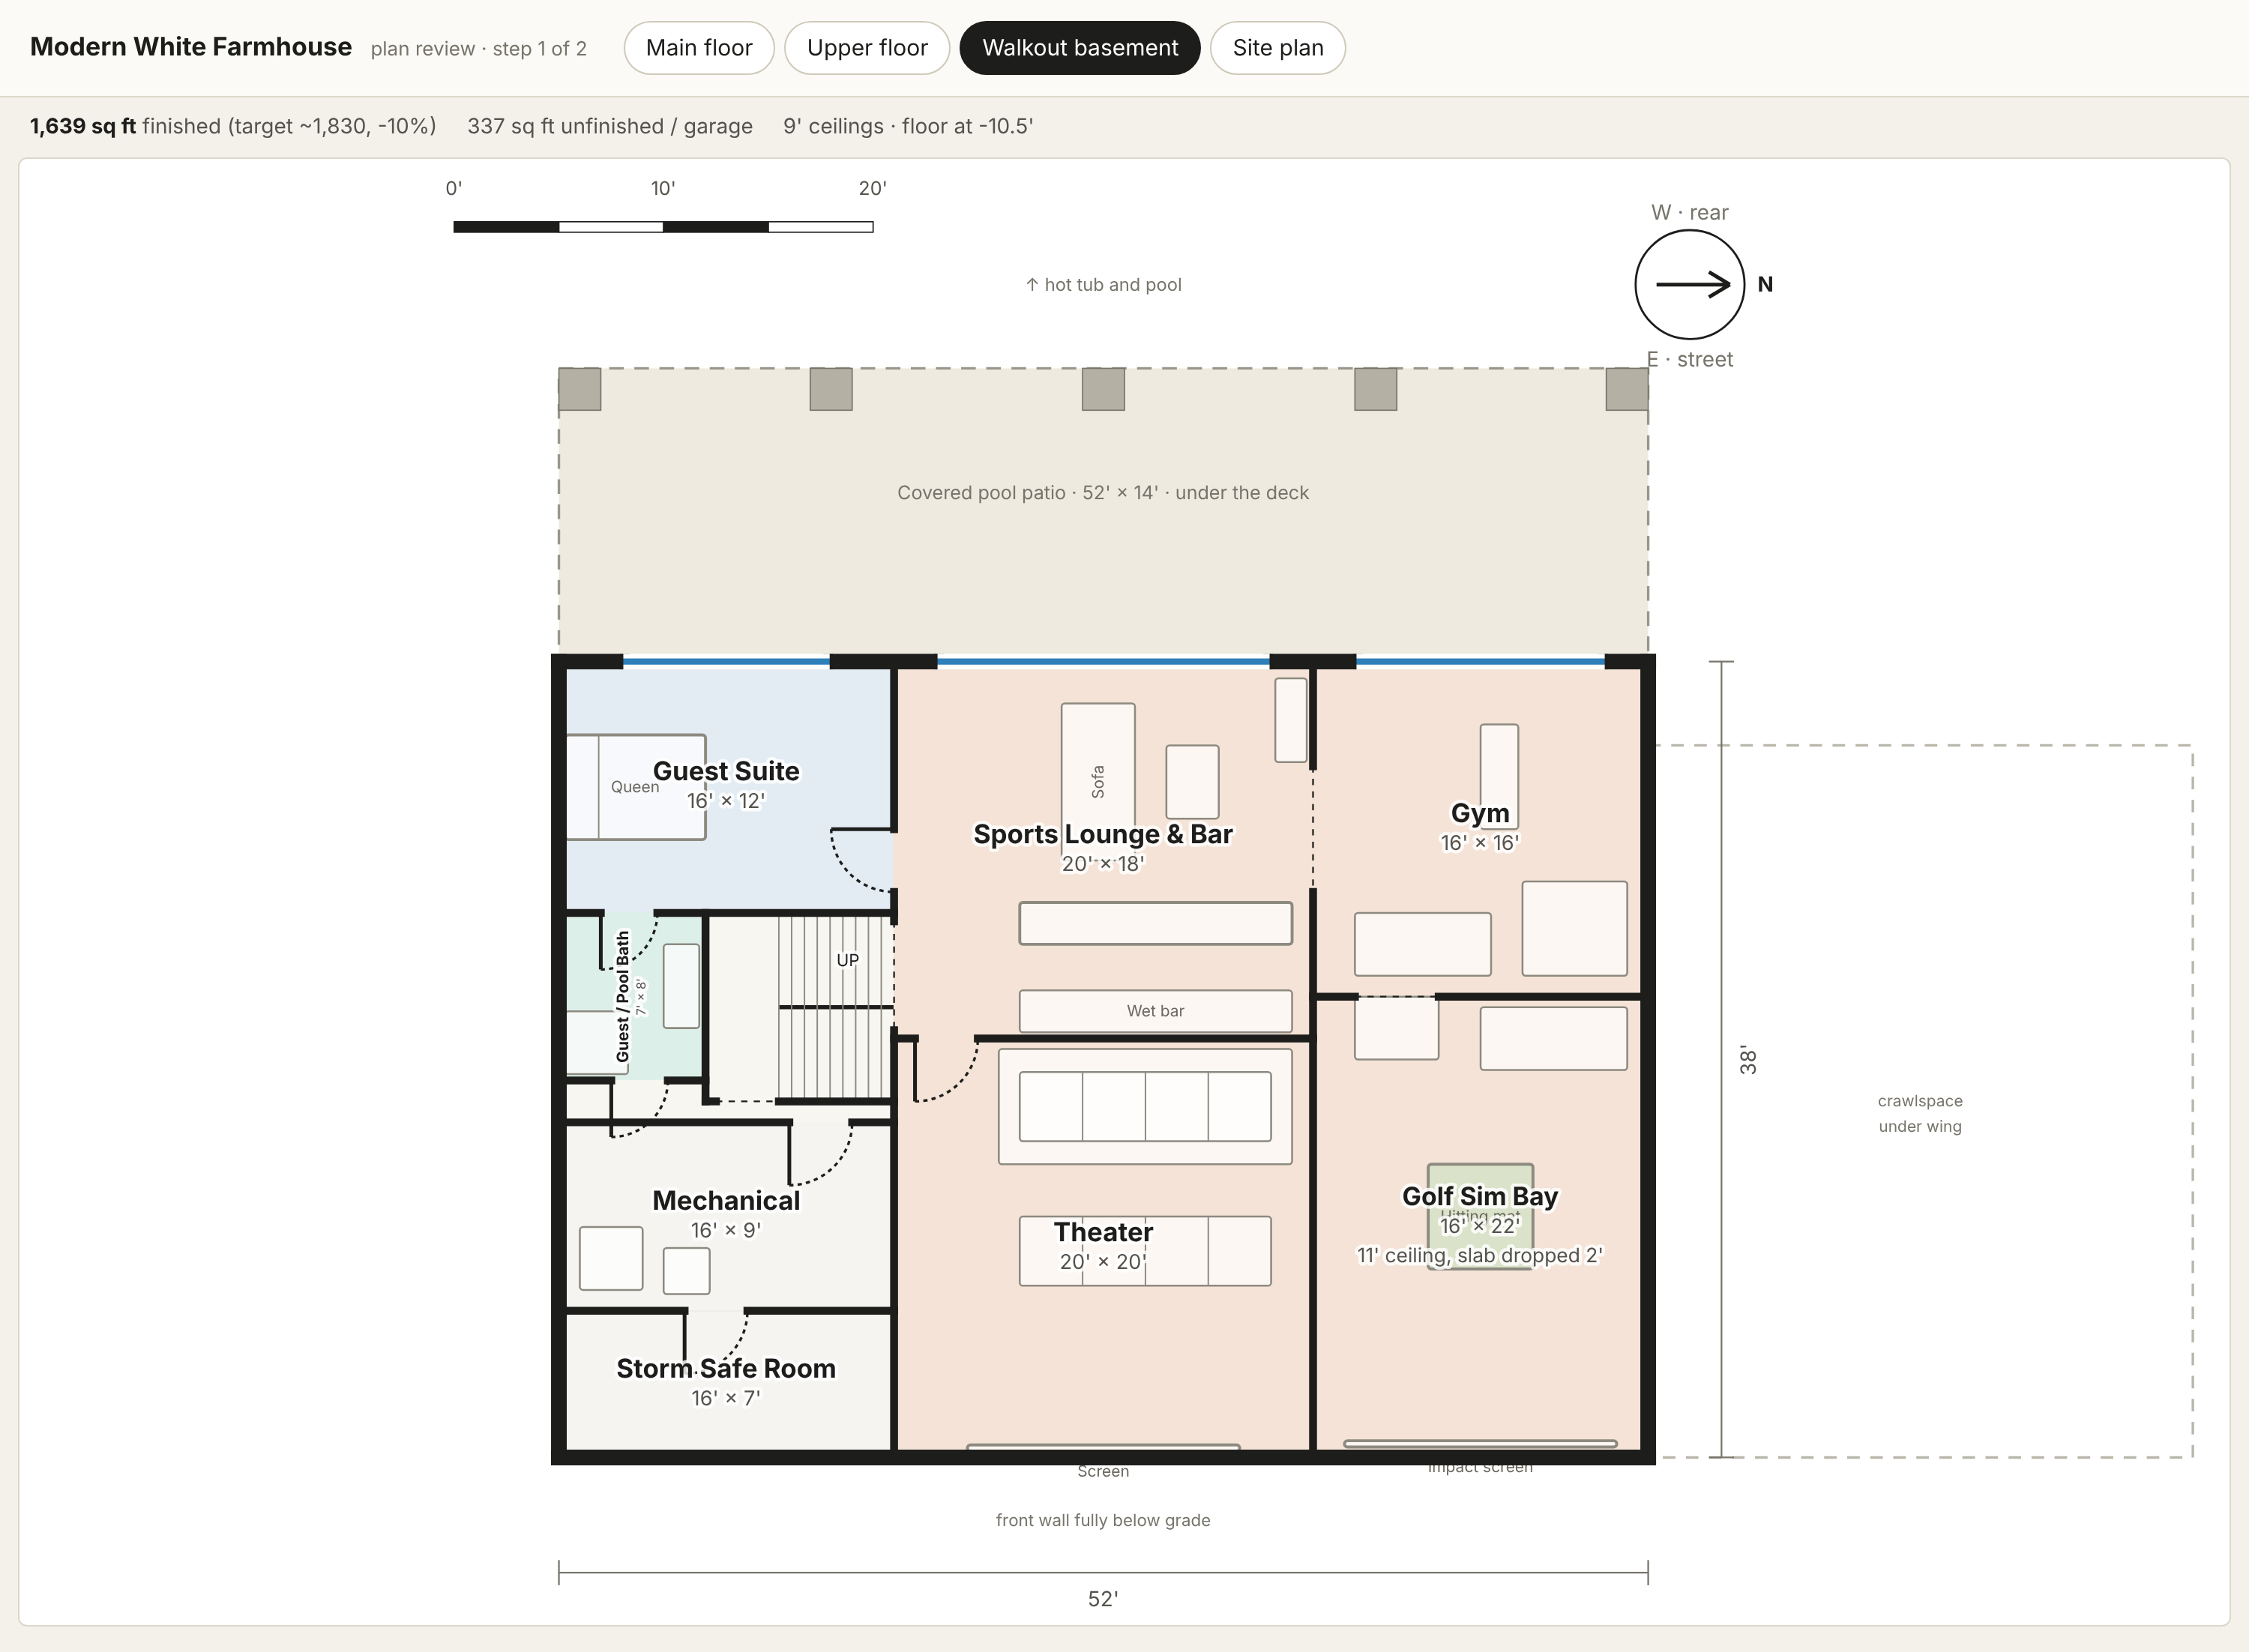 Modern White Farmhouse plan review · step 1 of 2 Main floor Upper floor Walkout basement Site plan
1,639 sq ft finished (target ~1,830, -10%) 337 sq ft unfinished / garage 9' ceilings · floor at -10.5'
0' 10' 20'
W · rear
↑ hot tub and pool
N
E · street
Covered pool patio · 52' × 14' · under the deck
Guest Suite
Queen
16' × 12'
Sofa
Sports Lounge & Bar
20' × 18'
Gym
16' × 16'
Guest / Pool Bath
7' × 8'
UP
Wet bar
38'
crawlspace
under wing
Mechanical
16' × 9'
Theater
20' × 20'
Golf Sim Bay
Hitting mat
16' × 22'
11' ceiling, slab dropped 2'
Storm Safe Room
16' × 7'
Screen
Impact screen
front wall fully below grade
52'